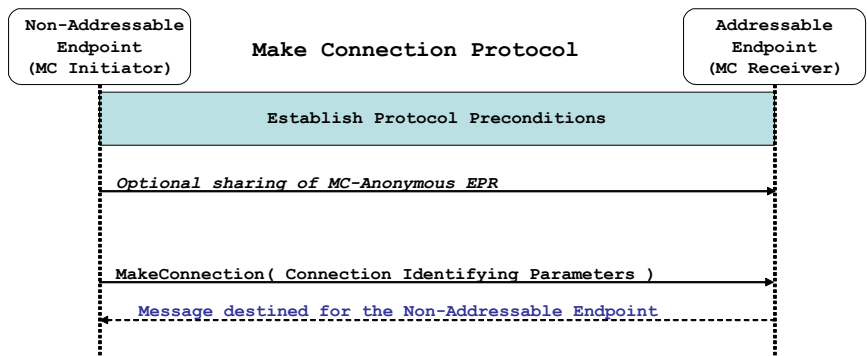 Non-Addressable
Endpoint
(MC Initiator)
Make Connection Protocol
Addressable
Endpoint
(MC Receiver)
Establish Protocol Preconditions
Optional sharing of MC-Anonymous EPR
MakeConnection( Connection Identifying Parameters )
Message destined for the Non-Addressable Endpoint